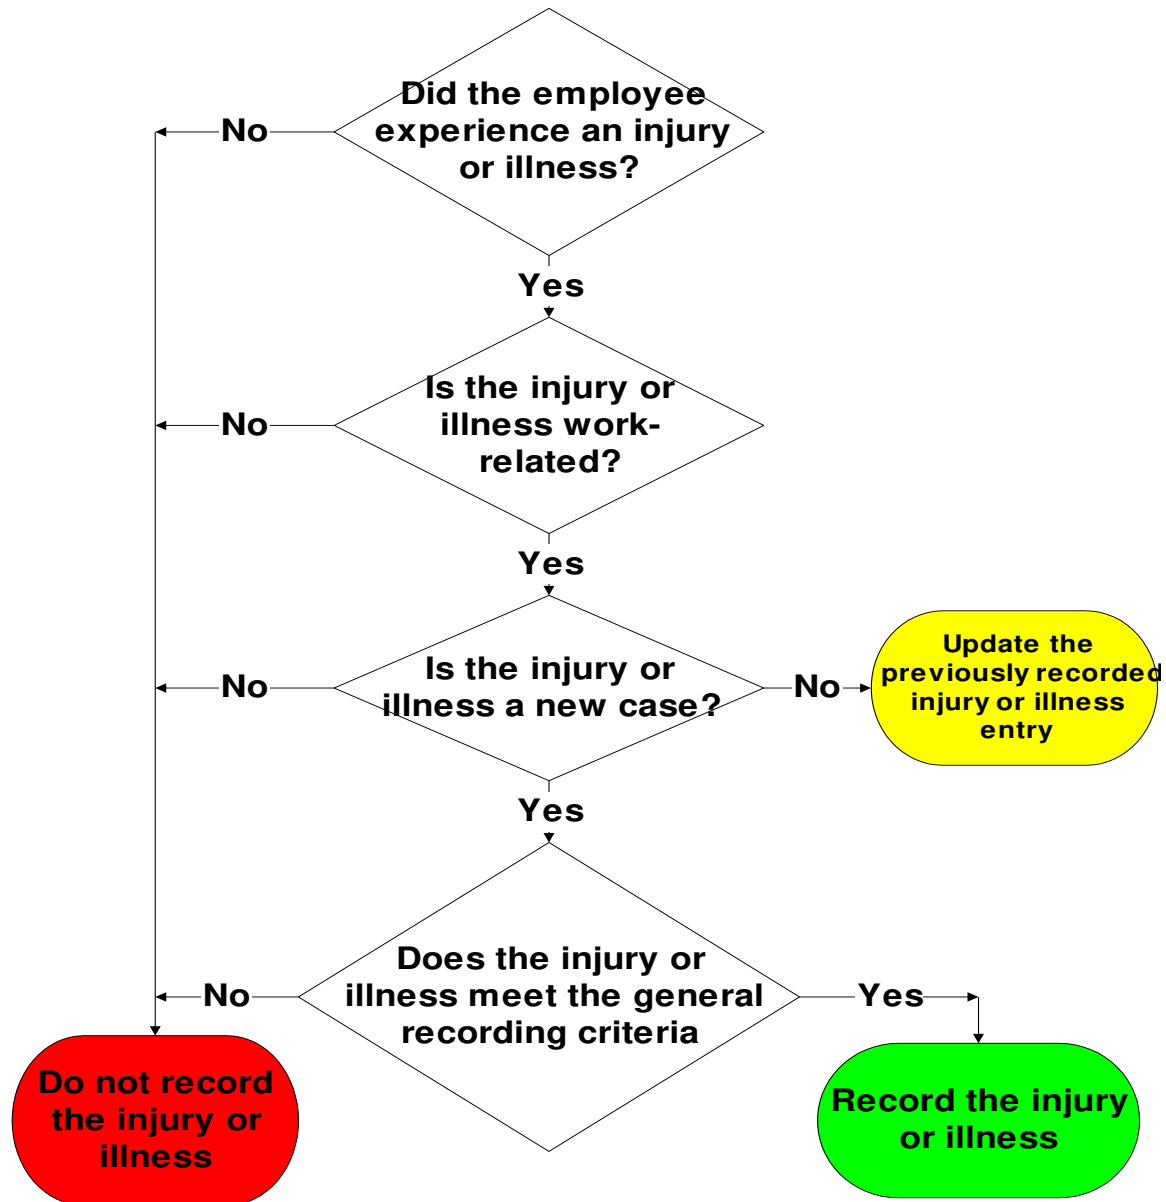 Did the employee
experience an injury
or illness?
No
Yes
Is the injury or
illness work-
related?
No
Yes
Is the injury or
illness a new case?
No
No
Update the
previously recorded
injury or illness
entry
Yes
Does the injury or
illness meet the general
recording criteria
No
Yes
Do not record
the injury or
illness
Record the injury
or illness